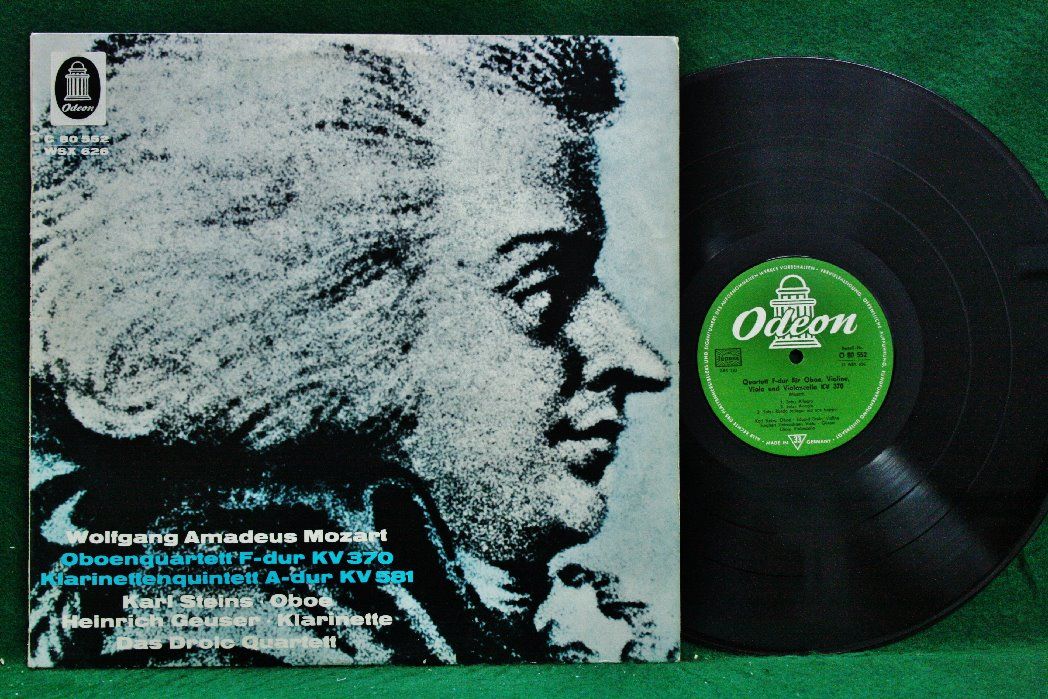 Odeon
C 80 552
WSX 626
Wolfgang Amadeus Mozart
Oboenquartett F-dur KV 370
Klarinettenquintett A-dur KV 581
Karl Steins · Oboe
Heinrich Geuser · Klarinette
Das Drolc Quartett
Odeon
O 80 552
Quartett F-dur für Oboe, Violine,
Viola und Violoncello KV 370
33
MADE IN GERMANY